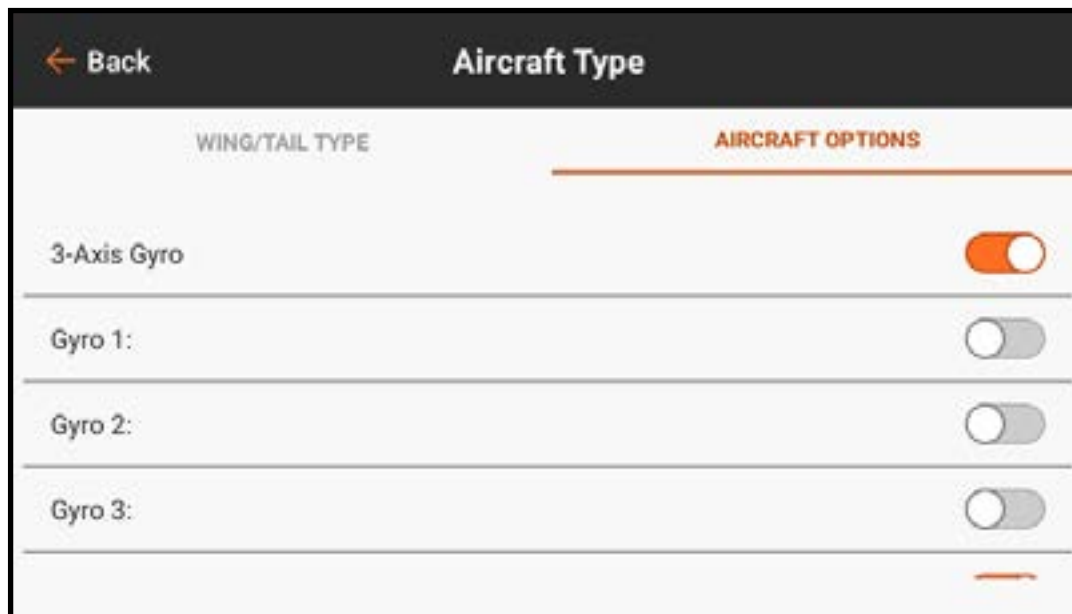 Back
Aircraft Type
WING/TAIL TYPE
AIRCRAFT OPTIONS
3-Axis Gyro
Gyro 1:
Gyro 2:
Gyro 3: